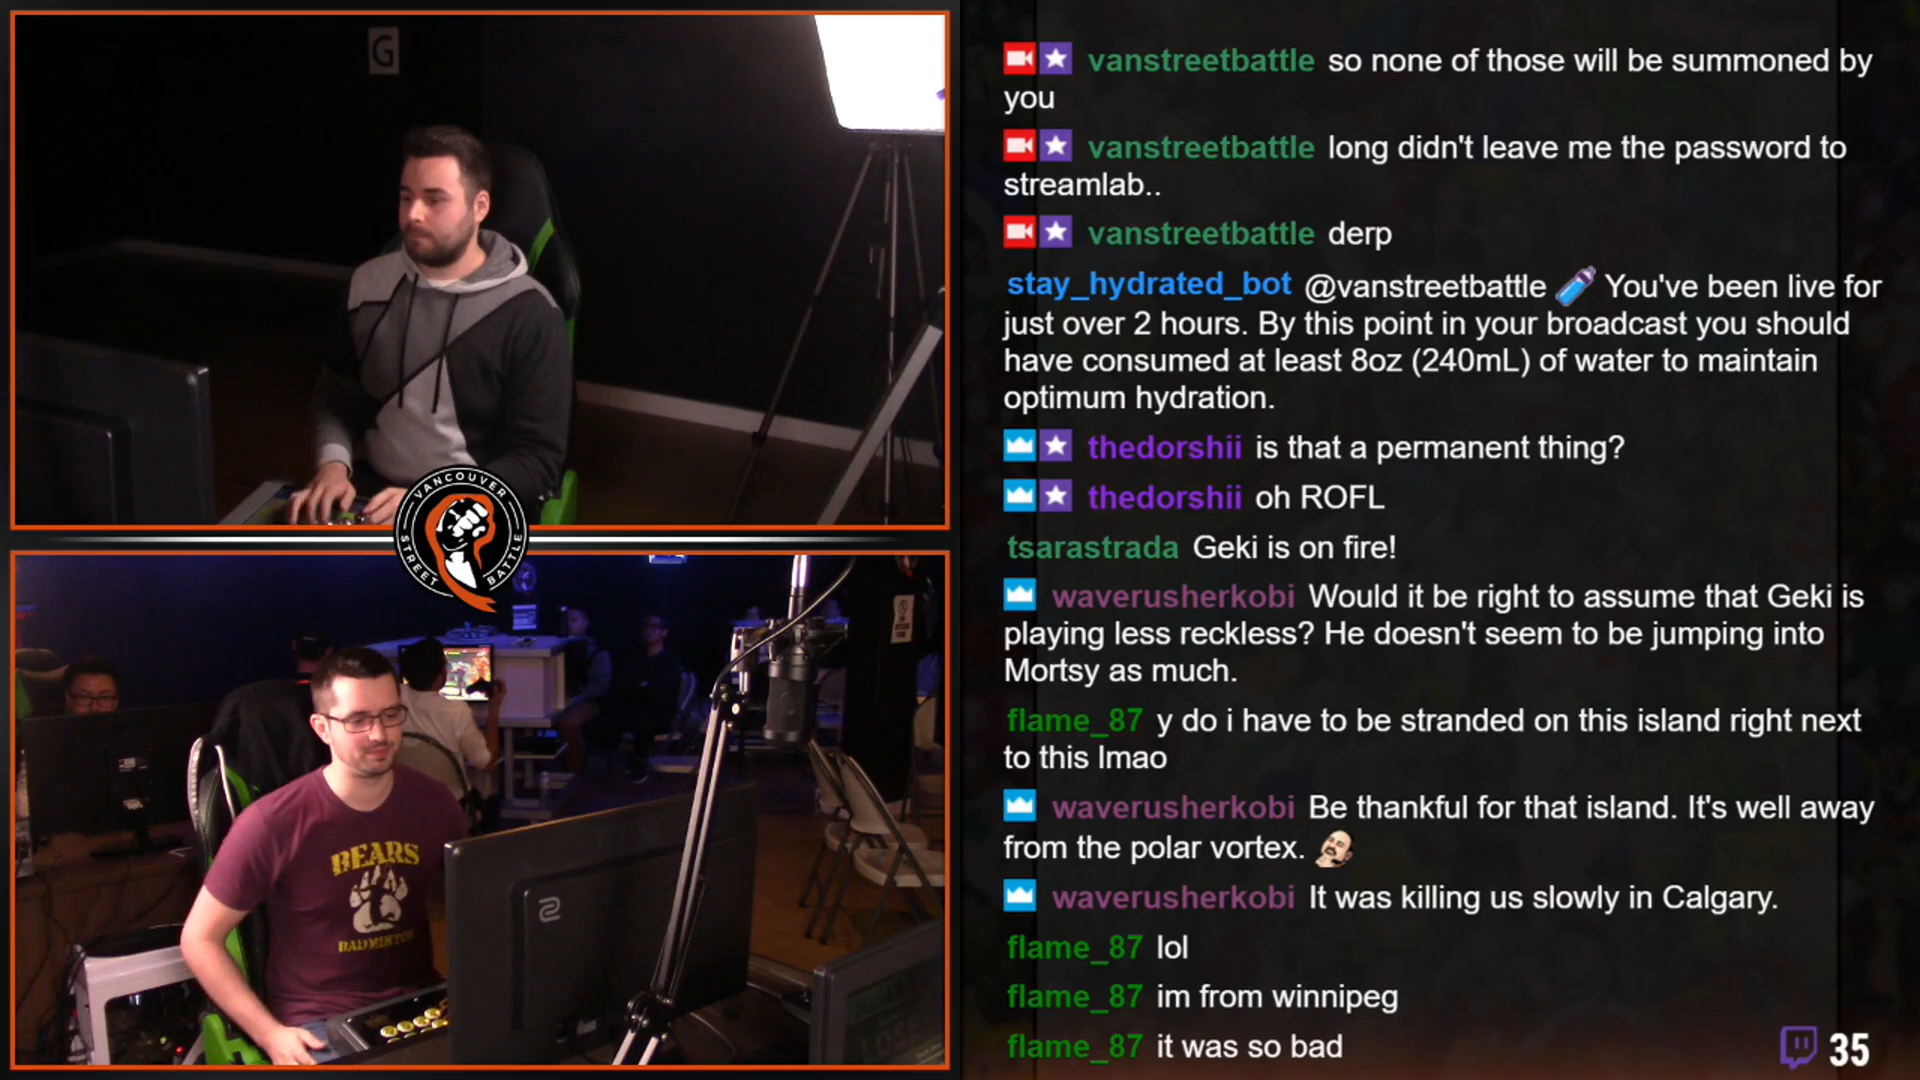 G
VANCOUVER
STREET BATTLE
BEARS
BADMINTON
vanstreetbattle so none of those will be summoned by
you
vanstreetbattle long didn't leave me the password to
streamlab..
vanstreetbattle derp
stay_hydrated_bot @vanstreetbattle You've been live for
just over 2 hours. By this point in your broadcast you should
have consumed at least 8oz (240mL) of water to maintain
optimum hydration.
thedorshii is that a permanent thing?
thedorshii oh ROFL
tsarastrada Geki is on fire!
waverusherkobi Would it be right to assume that Geki is
playing less reckless? He doesn't seem to be jumping into
Mortsy as much.
flame_87 y do i have to be stranded on this island right next
to this lmao
waverusherkobi Be thankful for that island. It's well away
from the polar vortex.
waverusherkobi It was killing us slowly in Calgary.
flame_87 lol
flame_87 im from winnipeg
flame_87 it was so bad
35